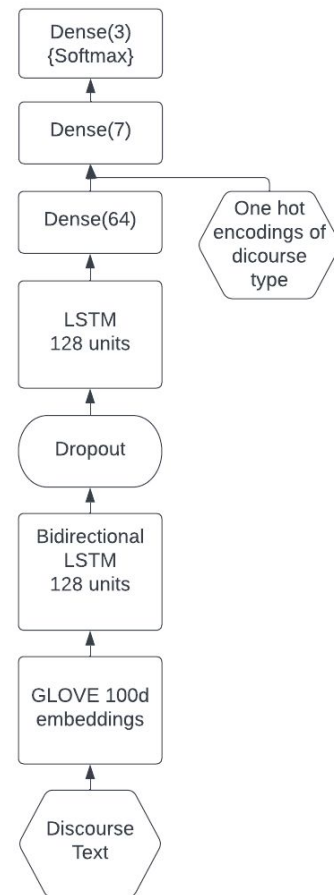 Dense(3)
{Softmax}
Dense(7)
Dense(64)
One hot
encodings of
dicourse
type
LSTM
128 units
Dropout
Bidirectional
LSTM
128 units
GLOVE 100d
embeddings
Discourse
Text